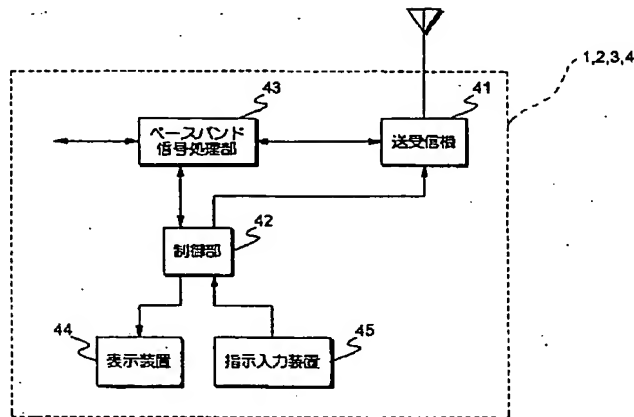 1,2,3,4
43
41
ベースバンド
信号処理部
送受信機
42
制御部
44
45
表示装置
指示入力装置